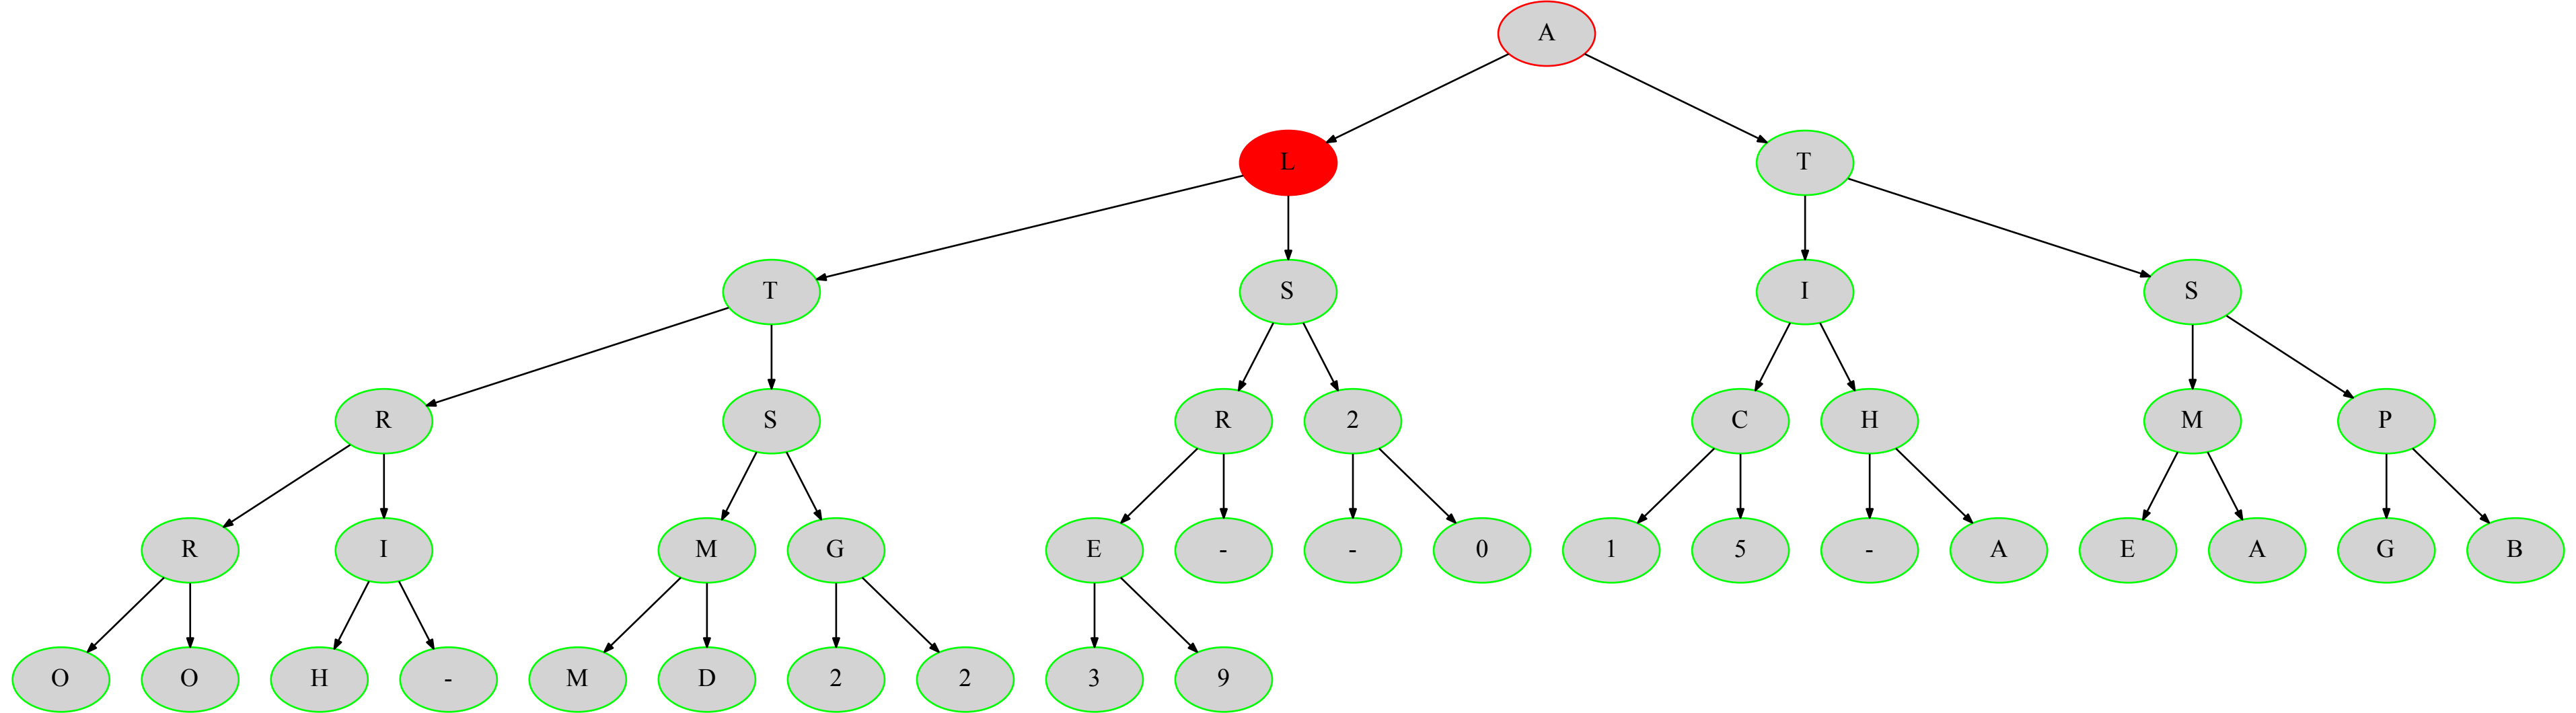 A
L T
T S I S
R S R 2 C H M P
R I M G E - - 0 1 5 - A E A G B
O O H - M D 2 2 3 9